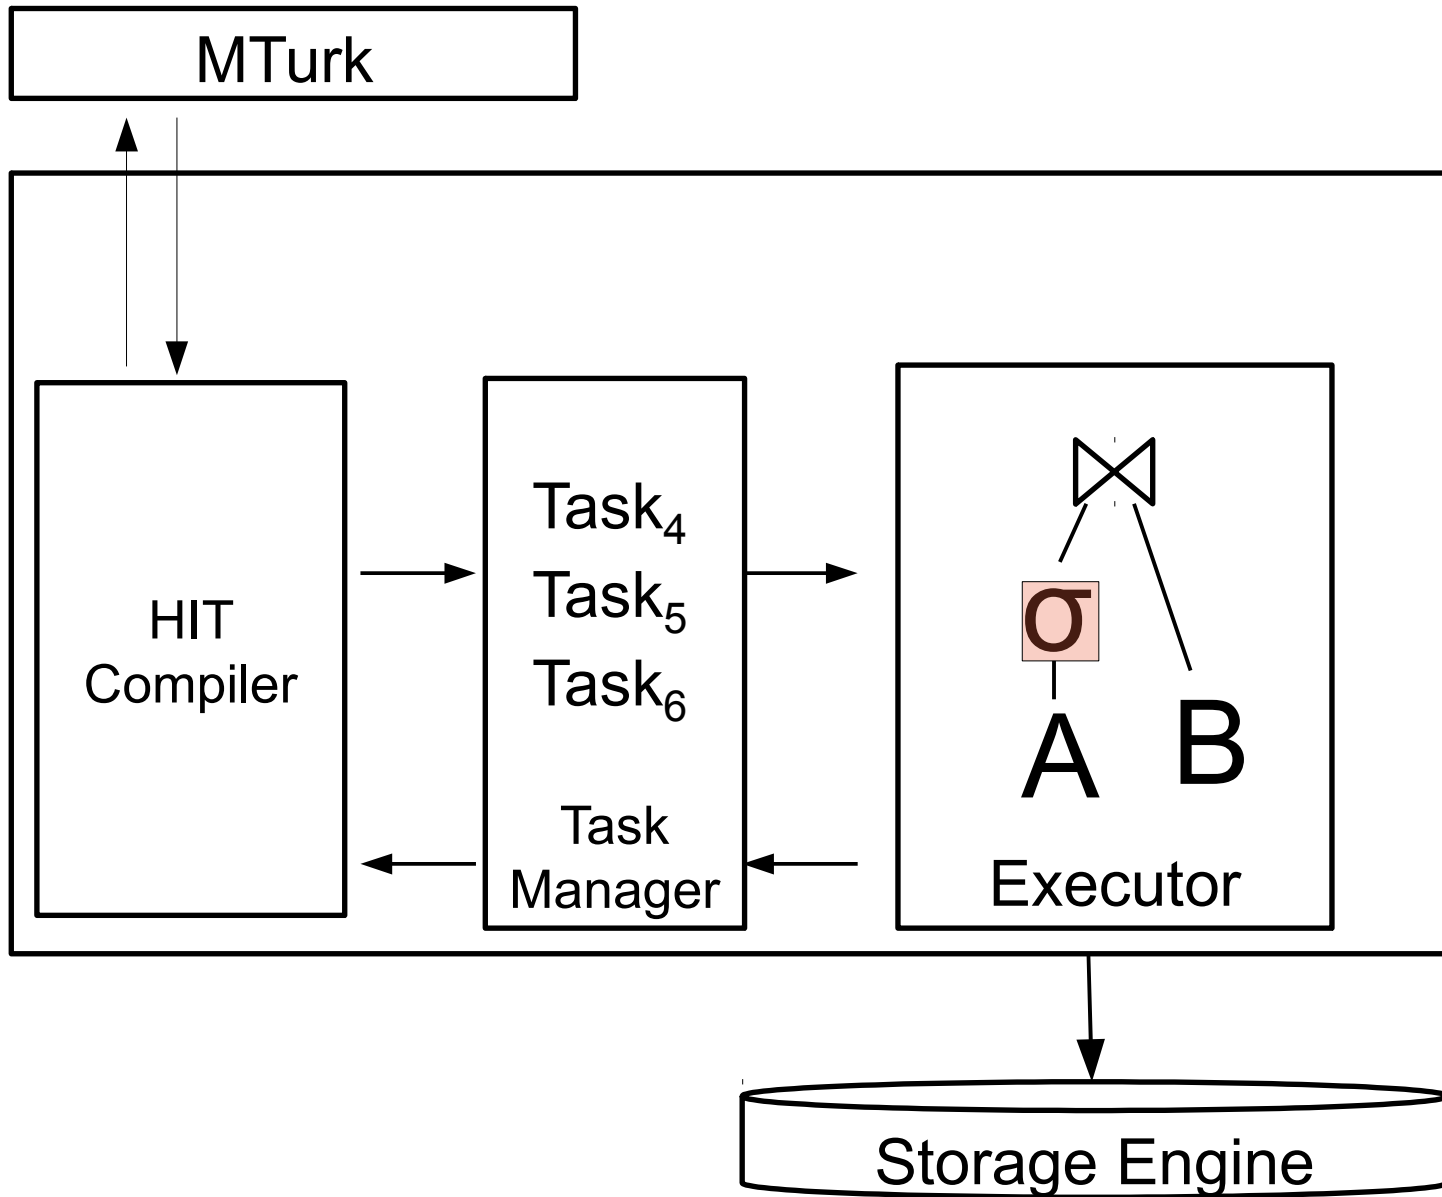 MTurk
HIT
Compiler
Task4
Task5
Task6
Task
Manager
σ
A
B
Executor
Storage Engine